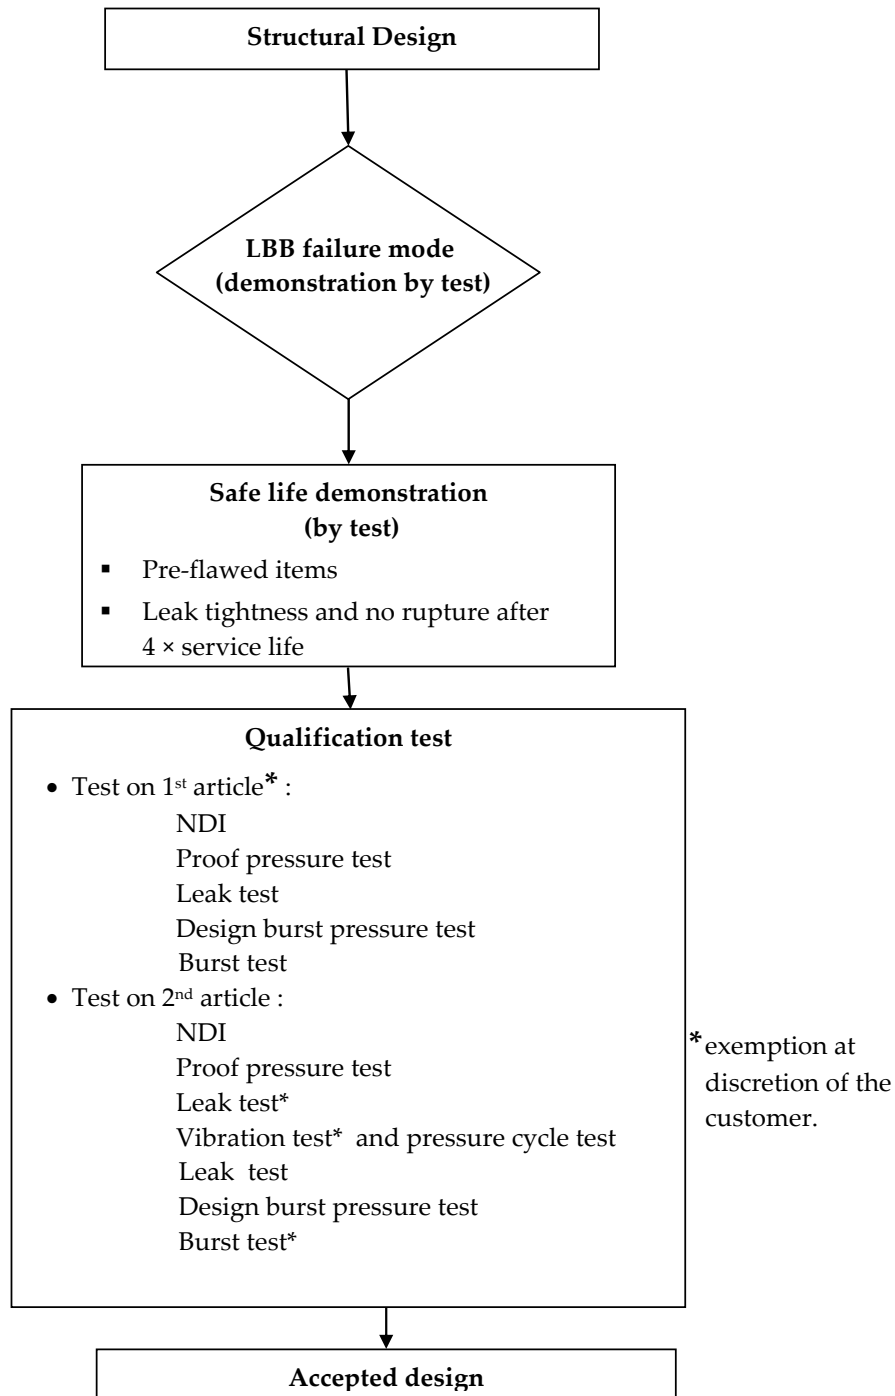 Structural Design
LBB failure mode
(demonstration by test)
Safe life demonstration
(by test)
▪ Pre-flawed items
▪ Leak tightness and no rupture after
4 × service life
Qualification test
• Test on 1st article* :
NDI
Proof pressure test
Leak test
Design burst pressure test
Burst test
• Test on 2nd article :
NDI
Proof pressure test
Leak test*
Vibration test* and pressure cycle test
Leak test
Design burst pressure test
Burst test*
*exemption at
discretion of the
customer.
Accepted design